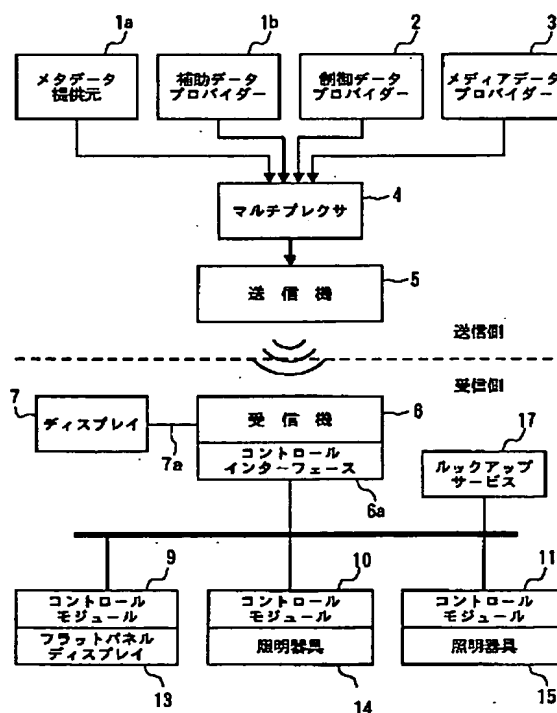 1a
1b
2
3
メタデータ
提供元
補助データ
プロバイダー
制御データ
プロバイダー
メディアデータ
プロバイダー
マルチプレクサ
4
送信機
5
送信側
受信側
7
ディスプレイ
7a
受信機
6
コントロール
インターフェース
6a
17
ルックアップ
サービス
9
コントロール
モジュール
フラットパネル
ディスプレイ
13
10
コントロール
モジュール
照明器具
14
11
コントロール
モジュール
照明器具
15